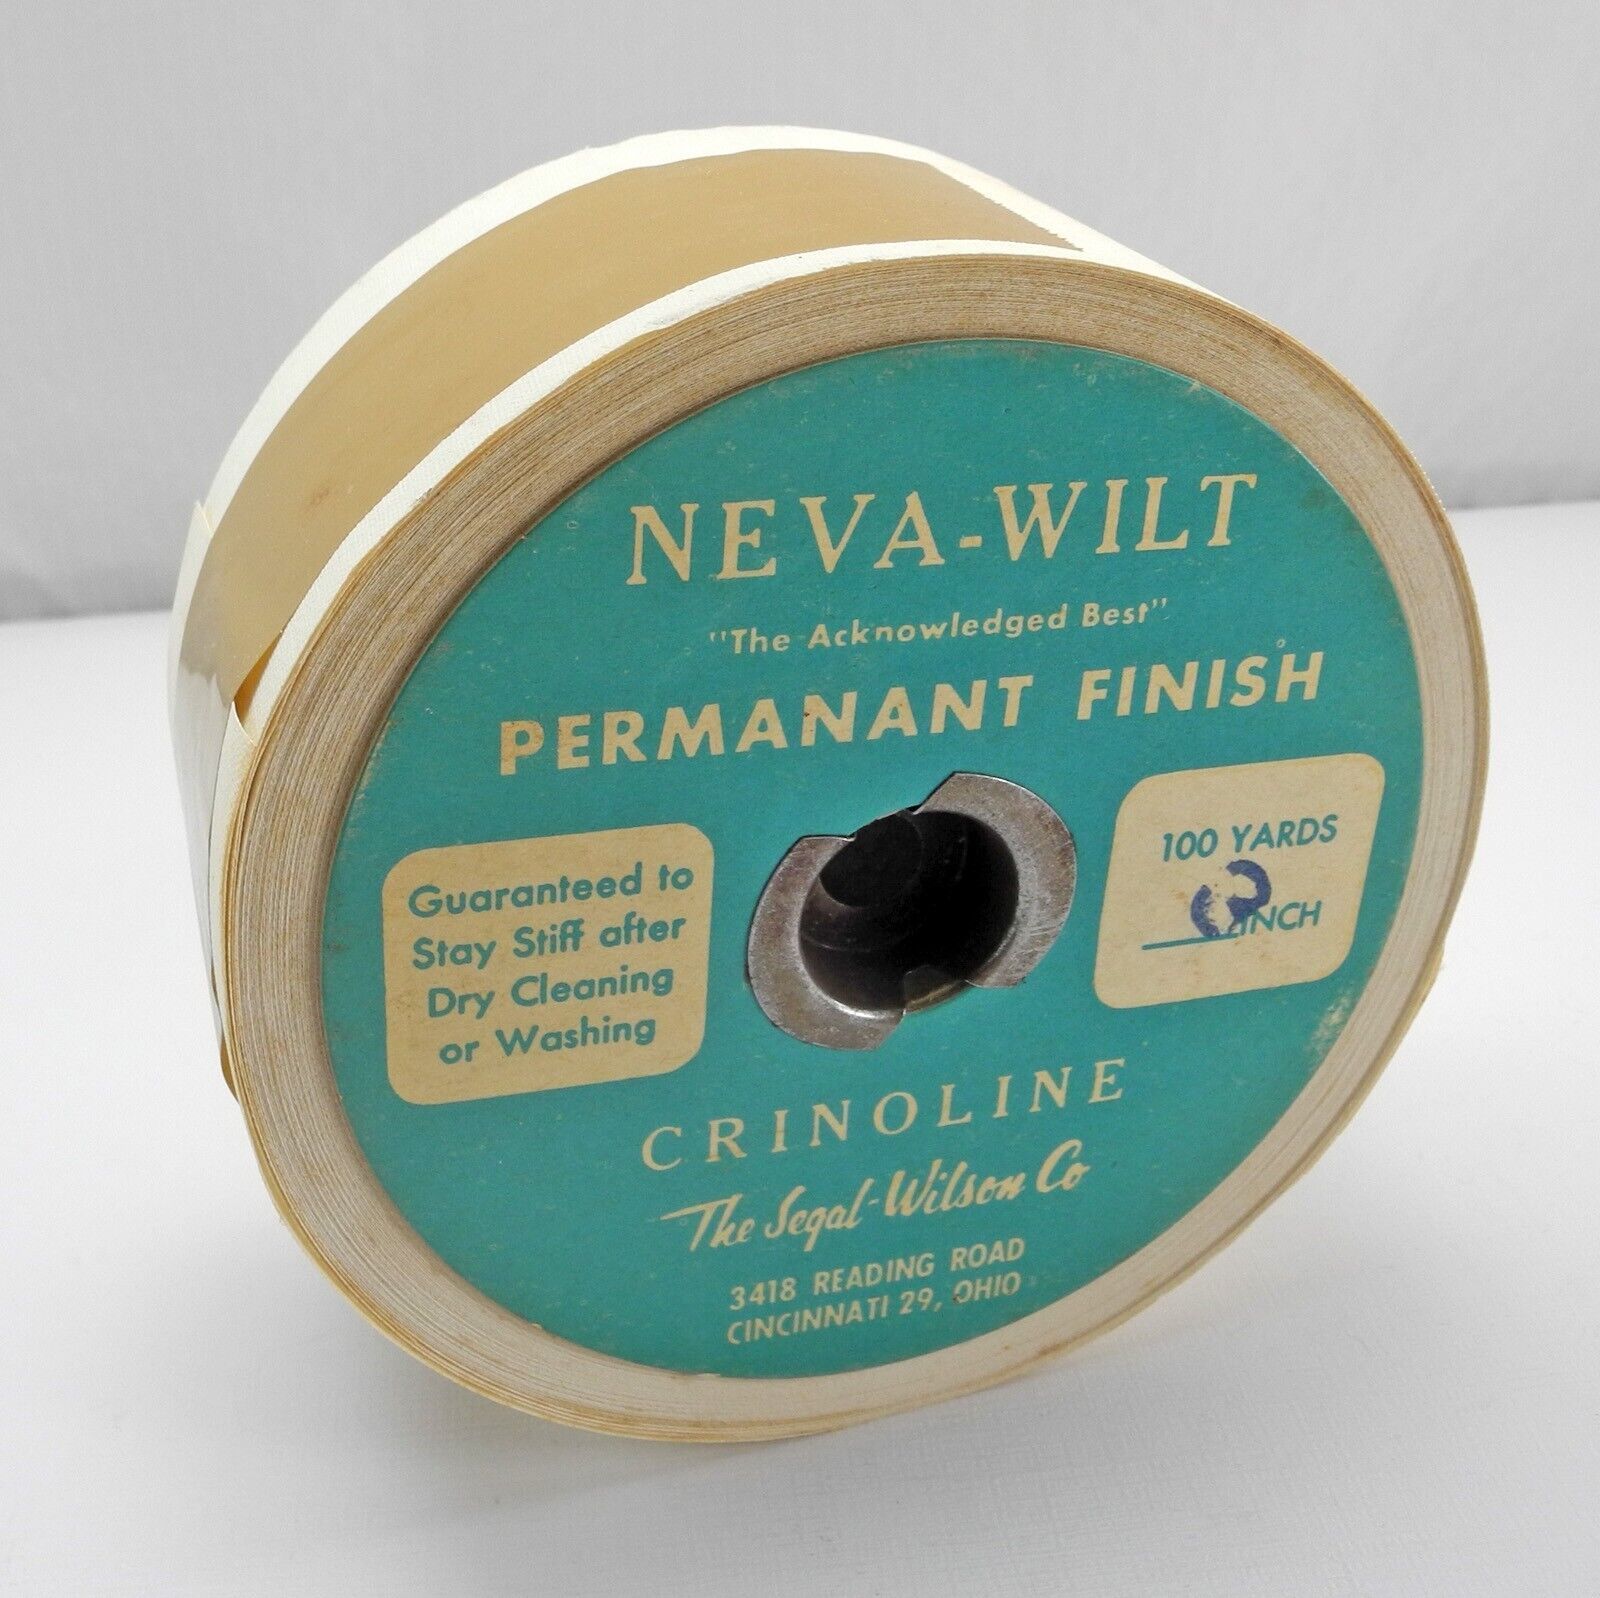 NEVA-WILT
"The Acknowledged Best"
PERMANANT FINISH
Guaranteed to
Stay Stiff after
Dry Cleaning
or Washing
100 YARDS
INCH
CRINOLINE
The Segal-Wilson Co
3418 READING ROAD
CINCINNATI 29, OHIO